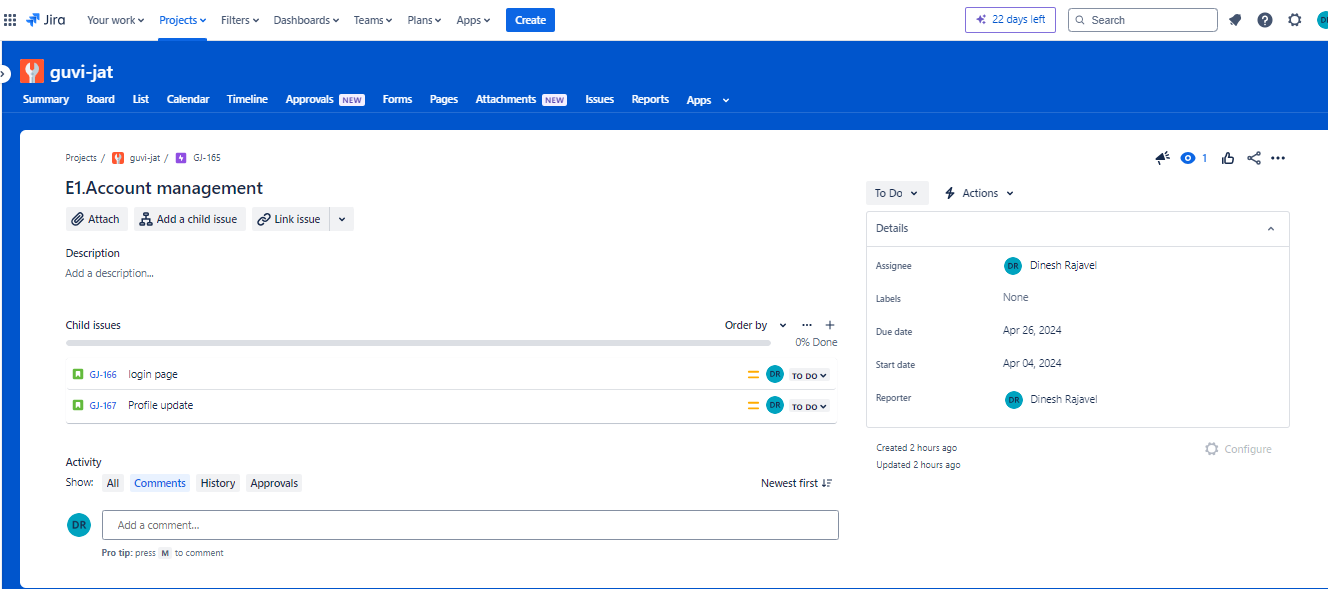 Jira Your work Projects Filters Dashboards Teams Plans Apps Create 22 days left Search
guvi-jat
Summary Board List Calendar Timeline Approvals NEW Forms Pages Attachments NEW Issues Reports Apps
Projects / guvi-jat / GJ-165 1
E1.Account management
To Do Actions
Attach Add a child issue Link issue
Details
Description
Add a description...
Assignee DR Dinesh Rajavel
Labels None
Due date Apr 26, 2024
Start date Apr 04, 2024
Reporter DR Dinesh Rajavel
Child issues Order by
0% Done
GJ-166 login page DR TO DO
GJ-167 Profile update DR TO DO
Created 2 hours ago Configure
Updated 2 hours ago
Activity
Show: All Comments History Approvals Newest first
DR Add a comment...
Pro tip: press M to comment